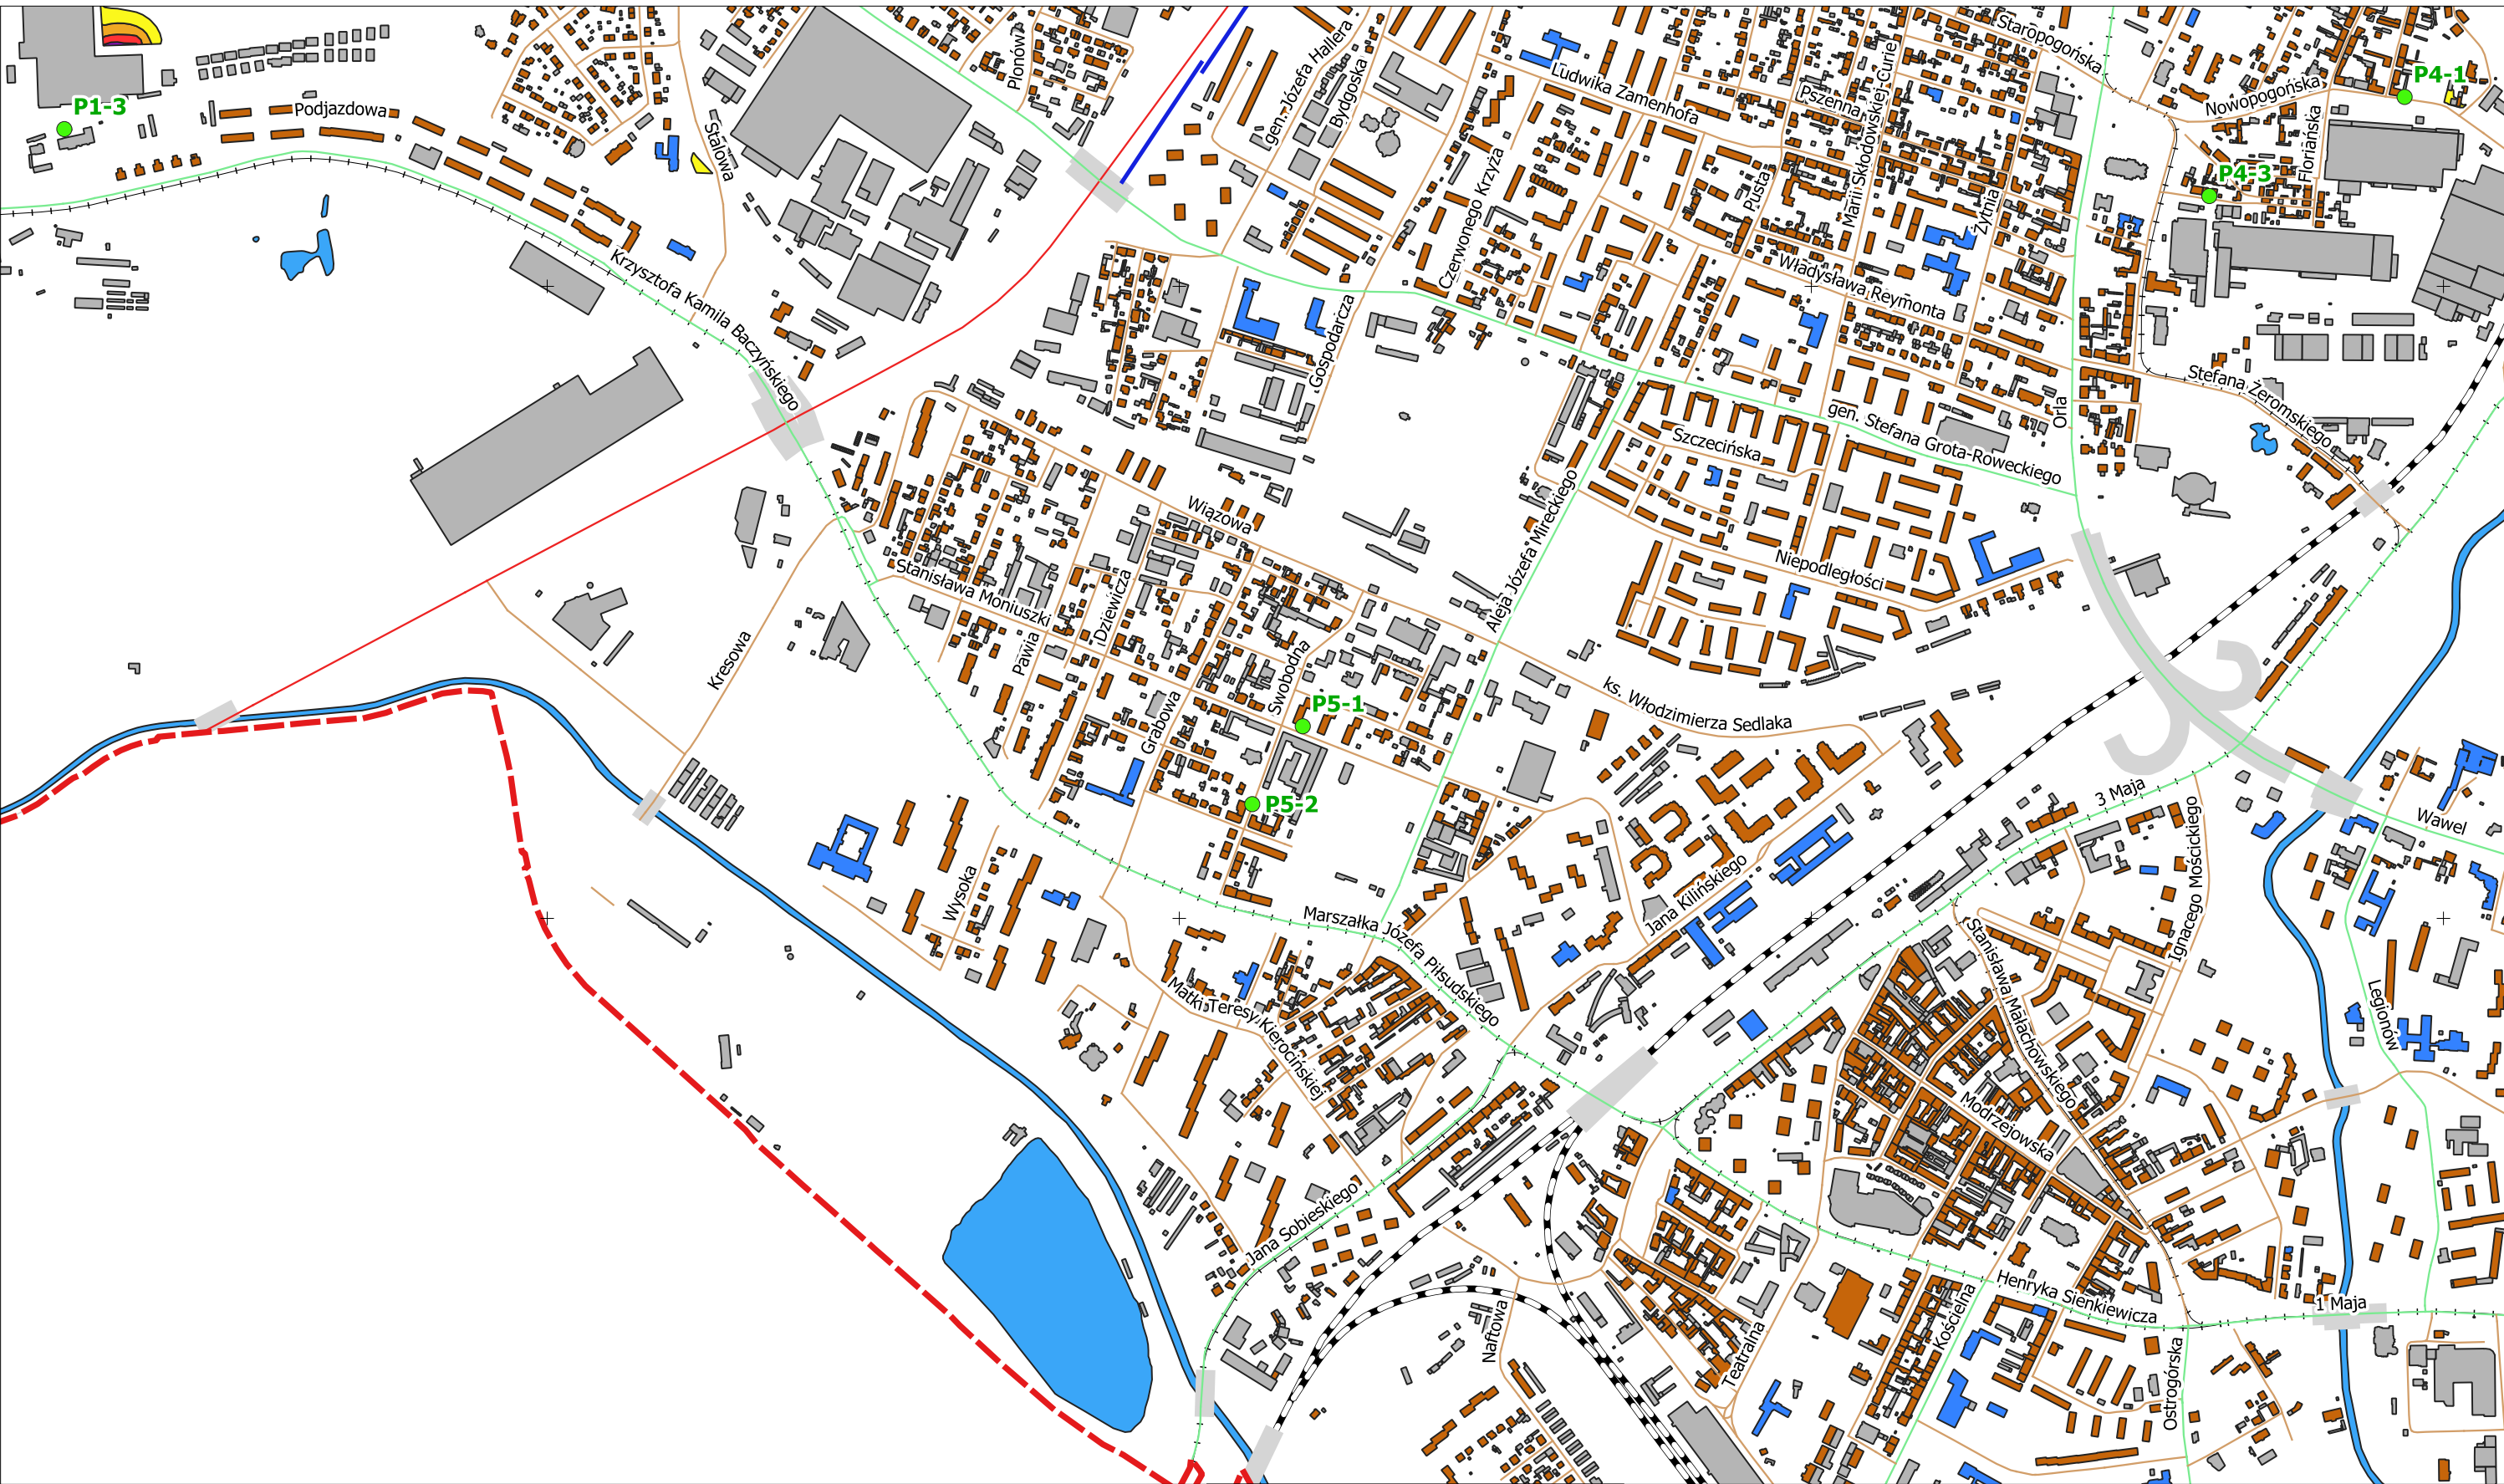 Staropogońska
P4-1
gen.Józefa Hallera
Plonów
Ludwika Zamenhofa
Bydgoska
Pszenna
Nowopogońska
P1-3
Podjazdowa
Marii Skłodowskiej Curie
Floriańska
Stalowa
P4-3
Pusta
Czerwonego Krzyża
Żytnia
Krzysztofa Kamila Baczyńskiego
Władysława Reymonta
Gospodarcza
Stefana Żeromskiego
Orla
gen. Stefana Grota-Roweckiego
Szczecińska
Wiązowa
Aleja Józefa Mireckiego
Niepodległości
Stanisława Moniuszki
Dziewicza
Pawia
Kresowa
Swobodna
P5-1
ks. Włodzimierza Sedlaka
Grabowa
3 Maja
P5-2
Wawel
Ignacego Mościckiego
Wysoka
Jana Kilińskiego
Marszałka Józefa Piłsudskiego
Stanisława Małachowskiego
Matki Teresy Kierocińskiej
Legionów
Modrzejowska
Jana Sobieskiego
Henryka Sienkiewicza
1 Maja
Naftowa
Kościelna
Teatralna
Ostrogórska